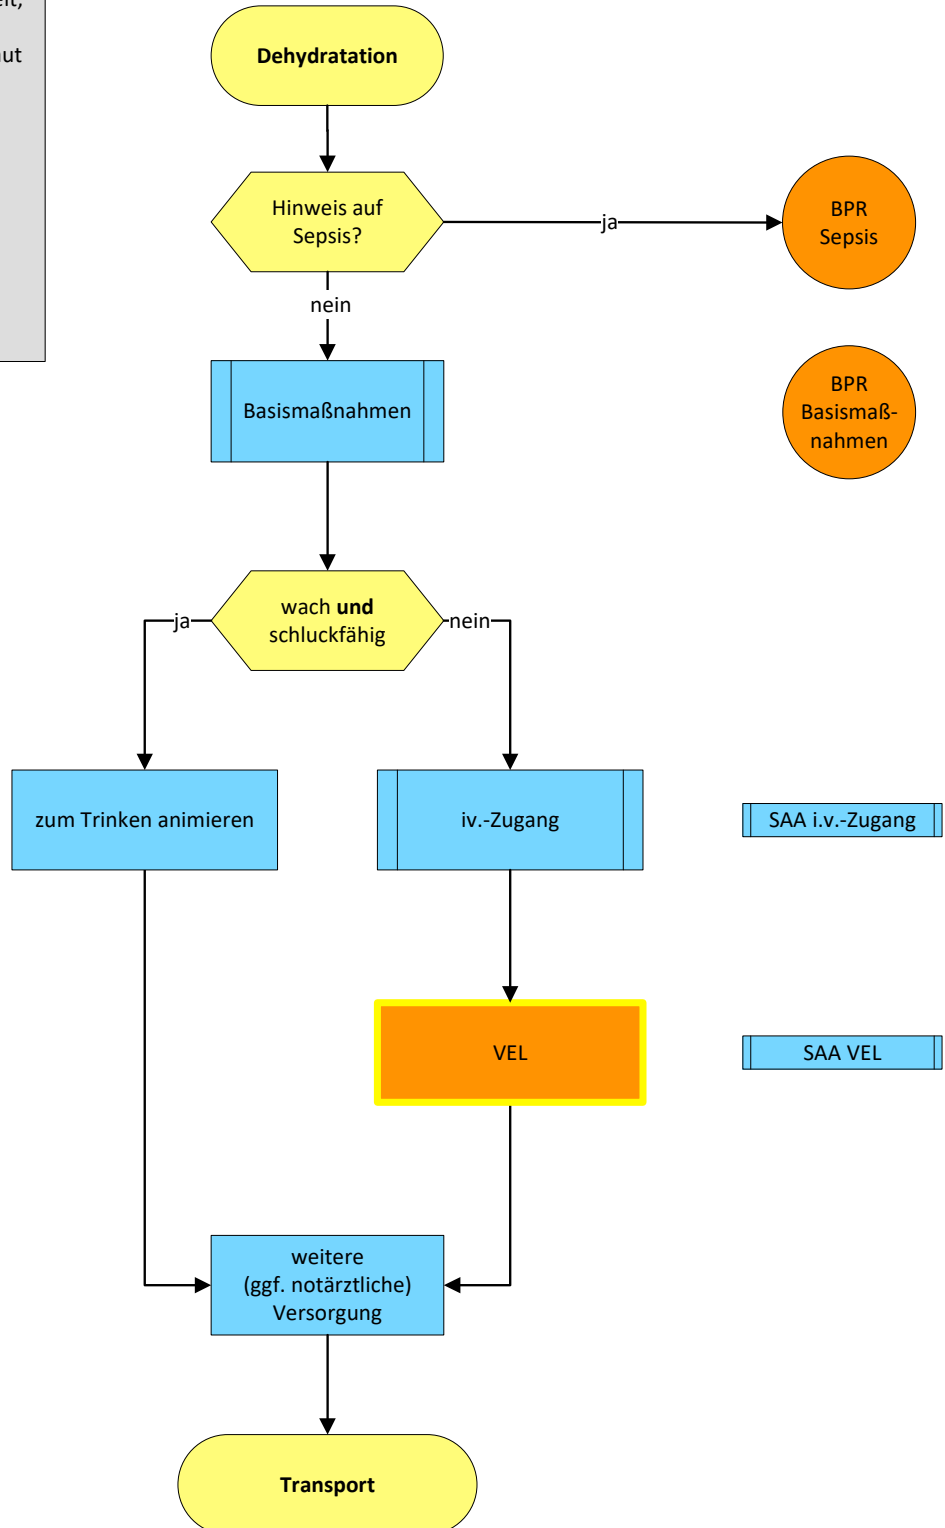 Dehydratation
Hinweis auf
Sepsis?
ja
BPR
Sepsis
nein
Basismaßnahmen
BPR
Basismaß-
nahmen
wach und
schluckfähig
ja
nein
zum Trinken animieren
iv.-Zugang
SAA i.v.-Zugang
VEL
SAA VEL
weitere
(ggf. notärztliche)
Versorgung
Transport